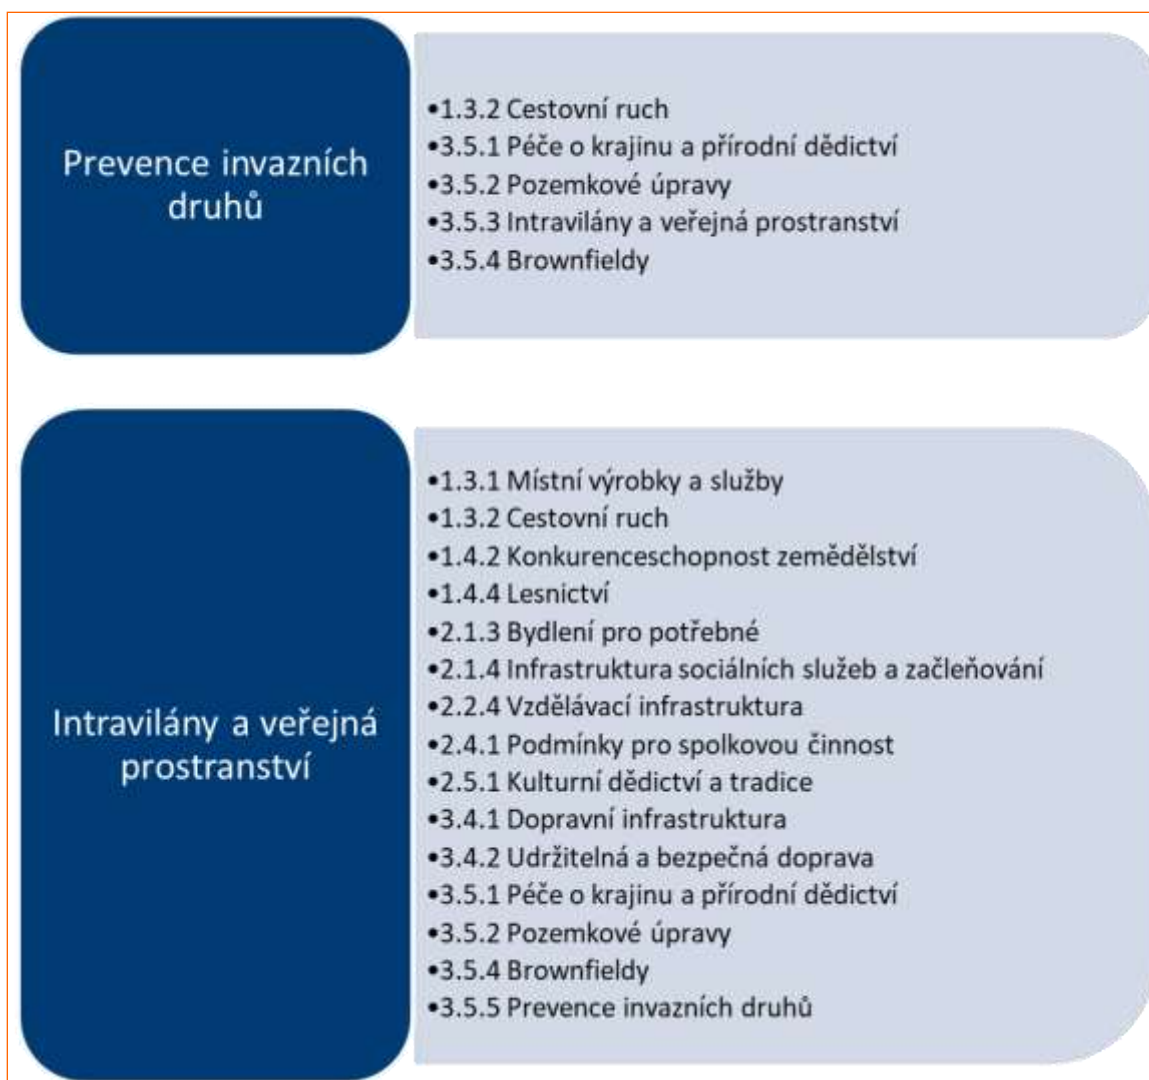 Prevence invazních
druhů
•1.3.2 Cestovní ruch
•3.5.1 Péče o krajinu a přírodní dědictví
•3.5.2 Pozemkové úpravy
•3.5.3 Intravilány a veřejná prostranství
•3.5.4 Brownfieldy
Intravilány a veřejná
prostranství
•1.3.1 Místní výrobky a služby
•1.3.2 Cestovní ruch
•1.4.2 Konkurenceschopnost zemědělství
•1.4.4 Lesnictví
•2.1.3 Bydlení pro potřebné
•2.1.4 Infrastruktura sociálních služeb a začleňování
•2.2.4 Vzdělávací infrastruktura
•2.4.1 Podmínky pro spolkovou činnost
•2.5.1 Kulturní dědictví a tradice
•3.4.1 Dopravní infrastruktura
•3.4.2 Udržitelná a bezpečná doprava
•3.5.1 Péče o krajinu a přírodní dědictví
•3.5.2 Pozemkové úpravy
•3.5.4 Brownfieldy
•3.5.5 Prevence invazních druhů